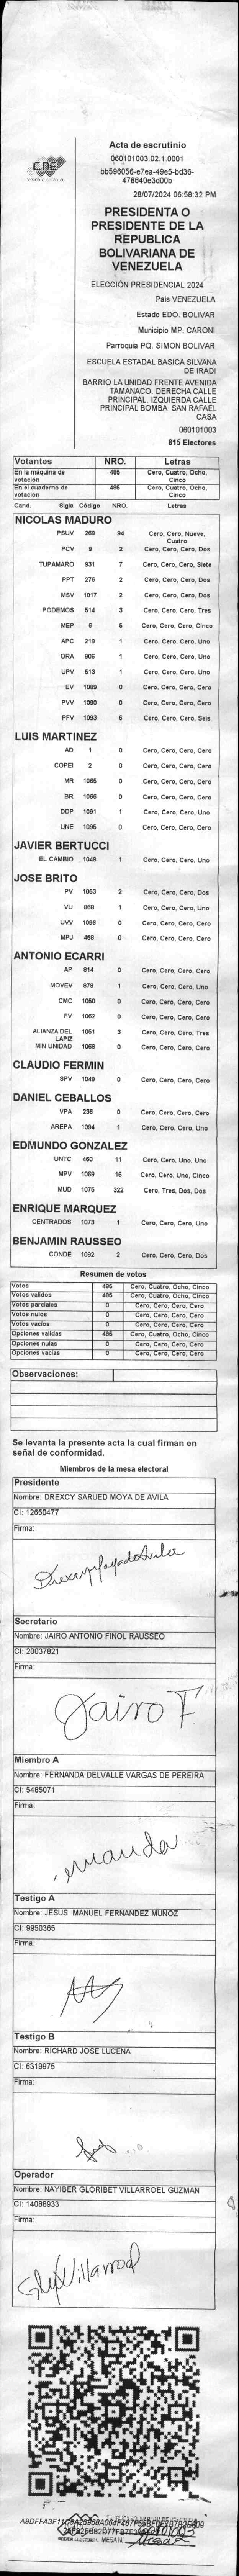 CNE
Acta de escrutinio
060101003.02.1.0001
bb596056-e7ea-49e5-bd36-
478640e3d00b
28/07/2024 06:58:32 PM
PRESIDENTA O
PRESIDENTE DE LA
REPUBLICA
BOLIVARIANA DE
VENEZUELA
ELECCIÓN PRESIDENCIAL 2024
Pais VENEZUELA
Estado EDO. BOLIVAR
Municipio MP. CARONI
Parroquia PQ. SIMON BOLIVAR
ESCUELA ESTADAL BASICA SILVANA
DE IRADI
BARRIO LA UNIDAD FRENTE AVENIDA
TAMANACO. DERECHA CALLE
PRINCIPAL. IZQUIERDA CALLE
PRINCIPAL BOMBA SAN RAFAEL
CASA
060101003
815 Electores
Votantes NRO. Letras
En la máquina de votación 485 Cero, Cuatro, Ocho, Cinco
En el cuaderno de votación 485 Cero, Cuatro, Ocho, Cinco
Cand. Sigla Código NRO. Letras
NICOLAS MADURO
PSUV 269 94 Cero, Cero, Nueve, Cuatro
PCV 9 2 Cero, Cero, Cero, Dos
TUPAMARO 931 7 Cero, Cero, Cero, Siete
PPT 276 2 Cero, Cero, Cero, Dos
MSV 1017 2 Cero, Cero, Cero, Dos
PODEMOS 514 3 Cero, Cero, Cero, Tres
MEP 6 5 Cero, Cero, Cero, Cinco
APC 219 1 Cero, Cero, Cero, Uno
ORA 906 1 Cero, Cero, Cero, Uno
UPV 513 1 Cero, Cero, Cero, Uno
EV 1089 0 Cero, Cero, Cero, Cero
PVV 1090 0 Cero, Cero, Cero, Cero
PFV 1093 6 Cero, Cero, Cero, Seis
LUIS MARTINEZ
AD 1 0 Cero, Cero, Cero, Cero
COPEI 2 0 Cero, Cero, Cero, Cero
MR 1065 0 Cero, Cero, Cero, Cero
BR 1066 0 Cero, Cero, Cero, Cero
DDP 1091 1 Cero, Cero, Cero, Uno
UNE 1095 0 Cero, Cero, Cero, Cero
JAVIER BERTUCCI
EL CAMBIO 1048 1 Cero, Cero, Cero, Uno
JOSE BRITO
PV 1053 2 Cero, Cero, Cero, Dos
VU 868 1 Cero, Cero, Cero, Uno
UVV 1096 0 Cero, Cero, Cero, Cero
MPJ 458 0 Cero, Cero, Cero, Cero
ANTONIO ECARRI
AP 814 0 Cero, Cero, Cero, Cero
MOVEV 879 1 Cero, Cero, Cero, Uno
CMC 1050 0 Cero, Cero, Cero, Cero
FV 1062 0 Cero, Cero, Cero, Cero
ALIANZA DEL LAPIZ 1051 3 Cero, Cero, Cero, Tres
MIN UNIDAD 1068 0 Cero, Cero, Cero, Cero
CLAUDIO FERMIN
SPV 1049 0 Cero, Cero, Cero, Cero
DANIEL CEBALLOS
VPA 236 0 Cero, Cero, Cero, Cero
AREPA 1094 1 Cero, Cero, Cero, Uno
EDMUNDO GONZALEZ
UNTC 460 11 Cero, Cero, Uno, Uno
MPV 1069 15 Cero, Cero, Uno, Cinco
MUD 1075 322 Cero, Tres, Dos, Dos
ENRIQUE MARQUEZ
CENTRADOS 1073 1 Cero, Cero, Cero, Uno
BENJAMIN RAUSSEO
CONDE 1092 2 Cero, Cero, Cero, Dos
Resumen de votos
Votos 485 Cero, Cuatro, Ocho, Cinco
Votos validos 485 Cero, Cuatro, Ocho, Cinco
Votos parciales 0 Cero, Cero, Cero, Cero
Votos nulos 0 Cero, Cero, Cero, Cero
Votos vacios 0 Cero, Cero, Cero, Cero
Opciones validas 485 Cero, Cuatro, Ocho, Cinco
Opciones nulas 0 Cero, Cero, Cero, Cero
Opciones vacias 0 Cero, Cero, Cero, Cero
Observaciones:
Se levanta la presente acta la cual firman en
señal de conformidad.
Miembros de la mesa electoral
Presidente
Nombre: DREXCY SARUED MOYA DE AVILA
CI: 12650477
Firma:
Drexcy Moya de Avila
Secretario
Nombre: JAIRO ANTONIO FINOL RAUSSEO
CI: 20037821
Firma:
Jairo F
Miembro A
Nombre: FERNANDA DELVALLE VARGAS DE PEREIRA
CI: 5485071
Firma:
Testigo A
Nombre: JESUS MANUEL FERNANDEZ MUÑOZ
CI: 9950365
Firma:
Testigo B
Nombre: RICHARD JOSE LUCENA
CI: 6319975
Firma:
Operador
Nombre: NAYIBER GLORIBET VILLARROEL GUZMAN
CI: 14088933
Firma: